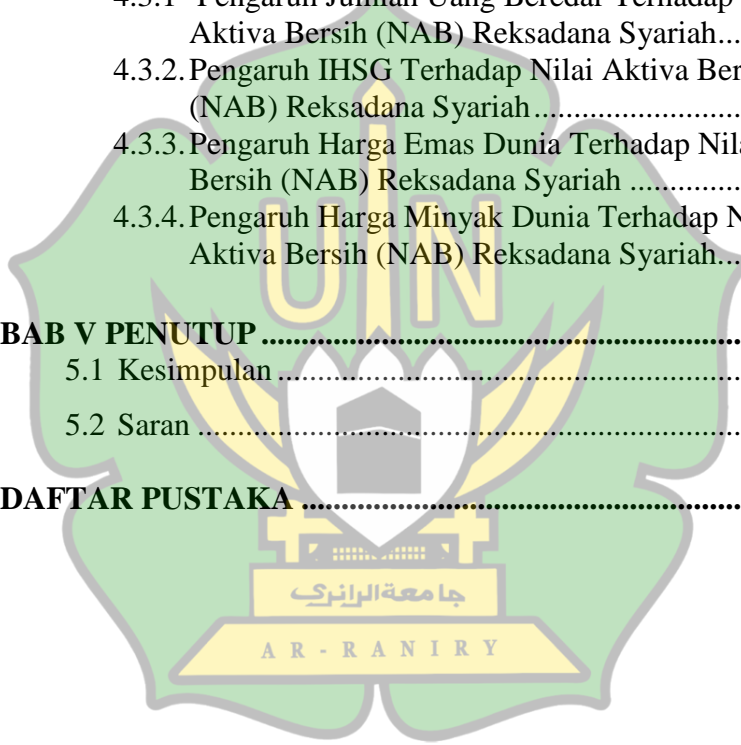 4.3.1 Pengaruh Jumlah Uang Beredar Terhadap
Aktiva Bersih (NAB) Reksadana Syariah...
4.3.2. Pengaruh IHSG Terhadap Nilai Aktiva Ber
(NAB) Reksadana Syariah........................
4.3.3. Pengaruh Harga Emas Dunia Terhadap Nila
Bersih (NAB) Reksadana Syariah ..............
4.3.4. Pengaruh Harga Minyak Dunia Terhadap N
Aktiva Bersih (NAB) Reksadana Syariah...
UIN
BAB V PENUTUP ............................................................
5.1 Kesimpulan ..........................................................
5.2 Saran ....................................................................
DAFTAR PUSTAKA .......................................................
جامعةالرانري
AR-RANIRY